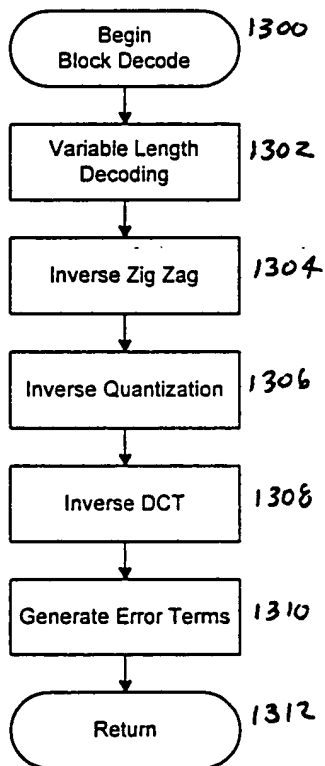 Begin
Block Decode
1300
Variable Length
Decoding
1302
Inverse Zig Zag
1304
Inverse Quantization
1306
Inverse DCT
1308
Generate Error Terms
1310
Return
1312